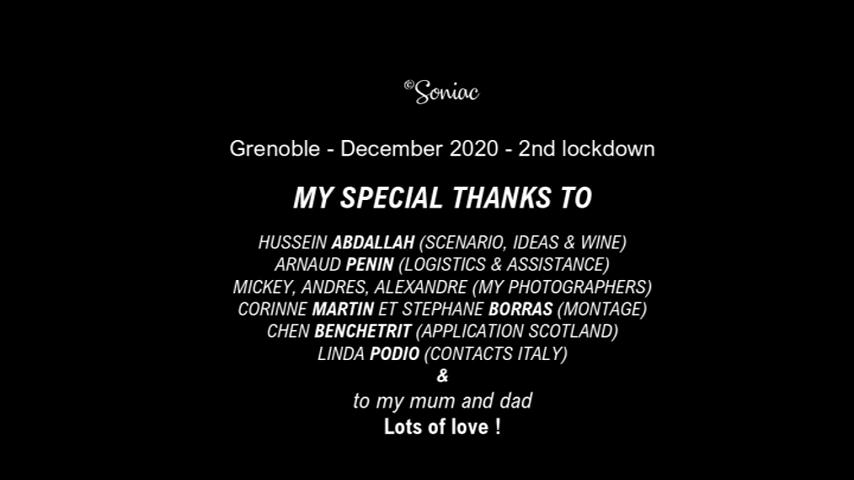 ©Soniac
Grenoble - December 2020 - 2nd lockdown
MY SPECIAL THANKS TO
HUSSEIN ABDALLAH (SCENARIO, IDEAS & WINE)
ARNAUD PENIN (LOGISTICS & ASSISTANCE)
MICKEY, ANDRES, ALEXANDRE (MY PHOTOGRAPHERS)
CORINNE MARTIN ET STEPHANE BORRAS (MONTAGE)
CHEN BENCHETRIT (APPLICATION SCOTLAND)
LINDA PODIO (CONTACTS ITALY)
&
to my mum and dad
Lots of love !